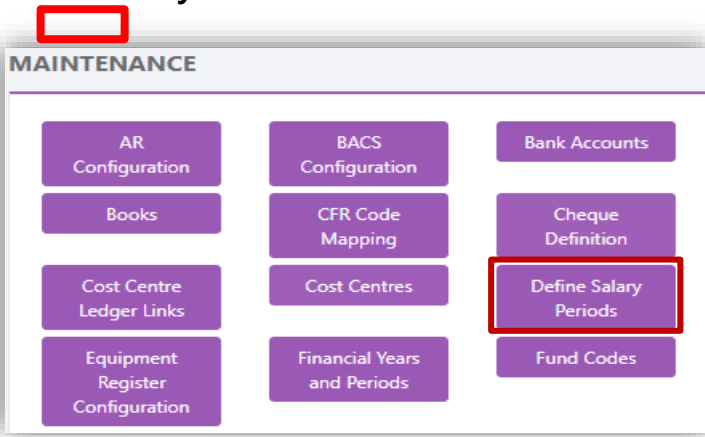 MAINTENANCE
AR
Configuration
BACS
Configuration
Bank Accounts
Books
CFR Code
Mapping
Cheque
Definition
Cost Centre
Ledger Links
Cost Centres
Define Salary
Periods
Equipment
Register
Configuration
Financial Years
and Periods
Fund Codes